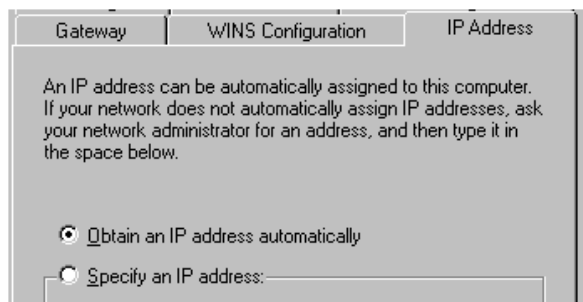 Gateway WINS Configuration IP Address
An IP address can be automatically assigned to this computer.
If your network does not automatically assign IP addresses, ask
your network administrator for an address, and then type it in
the space below.
Obtain an IP address automatically
Specify an IP address: